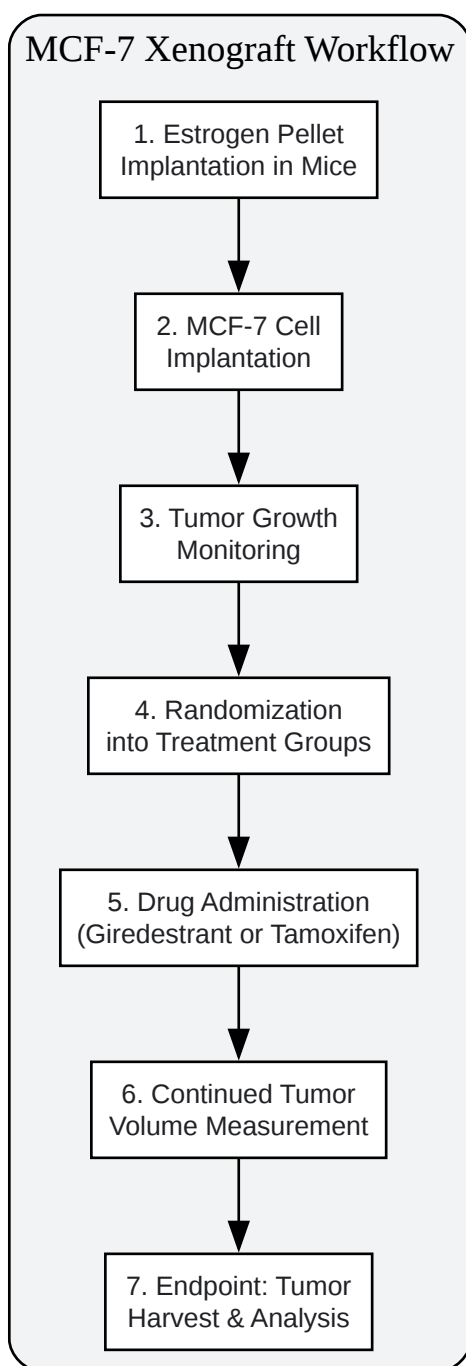 MCF-7 Xenograft Workflow
1. Estrogen Pellet
Implantation in Mice
2. MCF-7 Cell
Implantation
3. Tumor Growth
Monitoring
4. Randomization
into Treatment Groups
5. Drug Administration
(Giredestrant or Tamoxifen)
6. Continued Tumor
Volume Measurement
7. Endpoint: Tumor
Harvest & Analysis